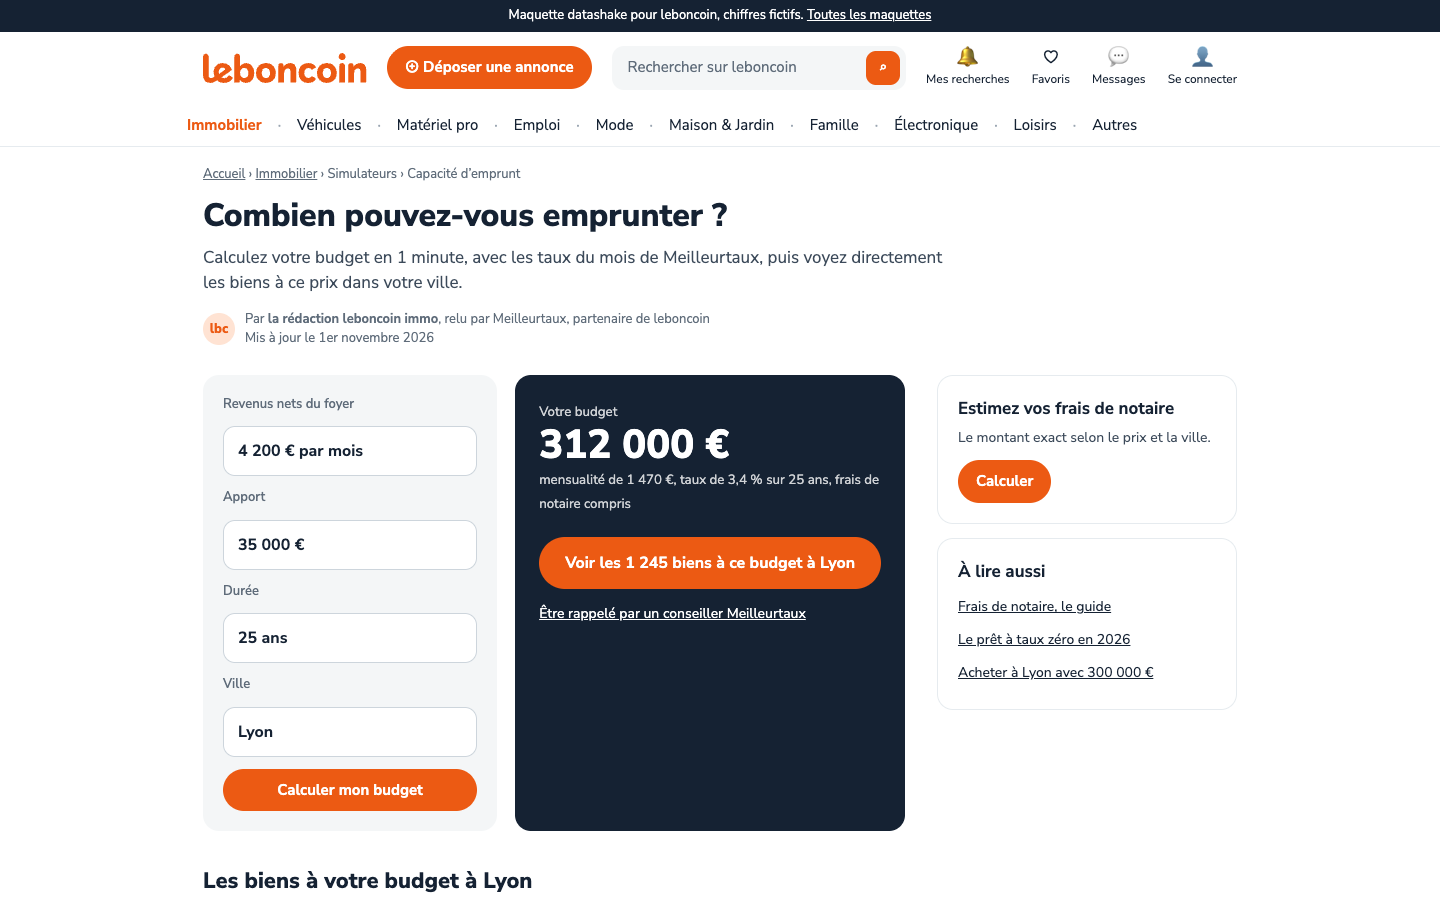 Maquette datashake pour leboncoin, chiffres fictifs. Toutes les maquettes
leboncoin
Déposer une annonce
Rechercher sur leboncoin
Mes recherches
Favoris
Messages
Se connecter
Immobilier · Véhicules · Matériel pro · Emploi · Mode · Maison & Jardin · Famille · Électronique · Loisirs · Autres
Accueil › Immobilier › Simulateurs › Capacité d'emprunt
Combien pouvez-vous emprunter ?
Calculez votre budget en 1 minute, avec les taux du mois de Meilleurtaux, puis voyez directement
les biens à ce prix dans votre ville.
lbc
Par la rédaction leboncoin immo, relu par Meilleurtaux, partenaire de leboncoin
Mis à jour le 1er novembre 2026
Revenus nets du foyer
4 200 € par mois
Apport
35 000 €
Durée
25 ans
Ville
Lyon
Calculer mon budget
Votre budget
312 000 €
mensualité de 1 470 €, taux de 3,4 % sur 25 ans, frais de
notaire compris
Voir les 1 245 biens à ce budget à Lyon
Être rappelé par un conseiller Meilleurtaux
Estimez vos frais de notaire
Le montant exact selon le prix et la ville.
Calculer
À lire aussi
Frais de notaire, le guide
Le prêt à taux zéro en 2026
Acheter à Lyon avec 300 000 €
Les biens à votre budget à Lyon